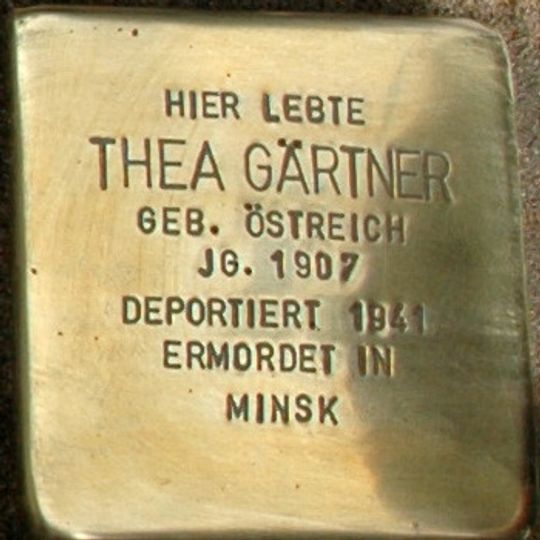 HIER LEBTE
THEA GÄRTNER
GEB. ÖSTREICH
JG. 1907
DEPORTIERT 1941
ERMORDET IN
MINSK